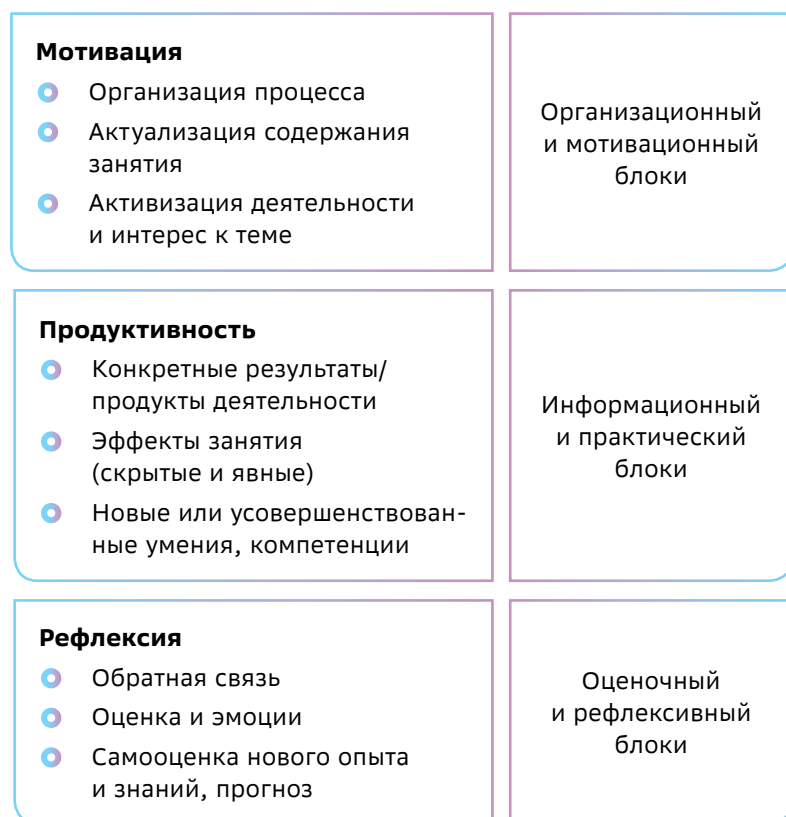 Мотивация
Организация процесса
Актуализация содержания
занятия
Активизация деятельности
и интерес к теме
Организационный
и мотивационный
блоки
Продуктивность
Конкретные результаты/
продукты деятельности
Эффекты занятия
(скрытые и явные)
Новые или усовершенствован-
ные умения, компетенции
Информационный
и практический
блоки
Рефлексия
Обратная связь
Оценка и эмоции
Самооценка нового опыта
и знаний, прогноз
Оценочный
и рефлексивный
блоки